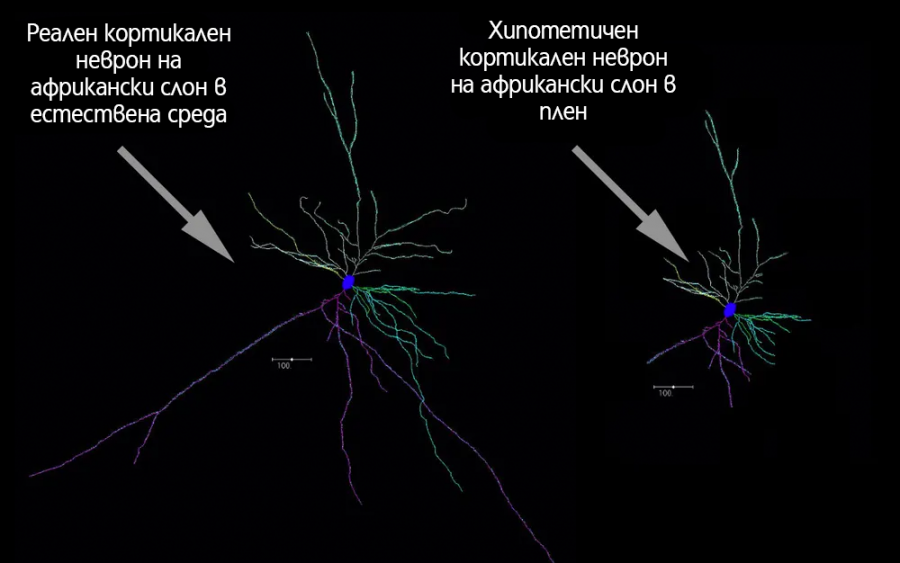 Реален кортикален
неврон на
африкански слон в
естествена среда
Хипотетичен
кортикален неврон
на африкански слон в
плен
100
100